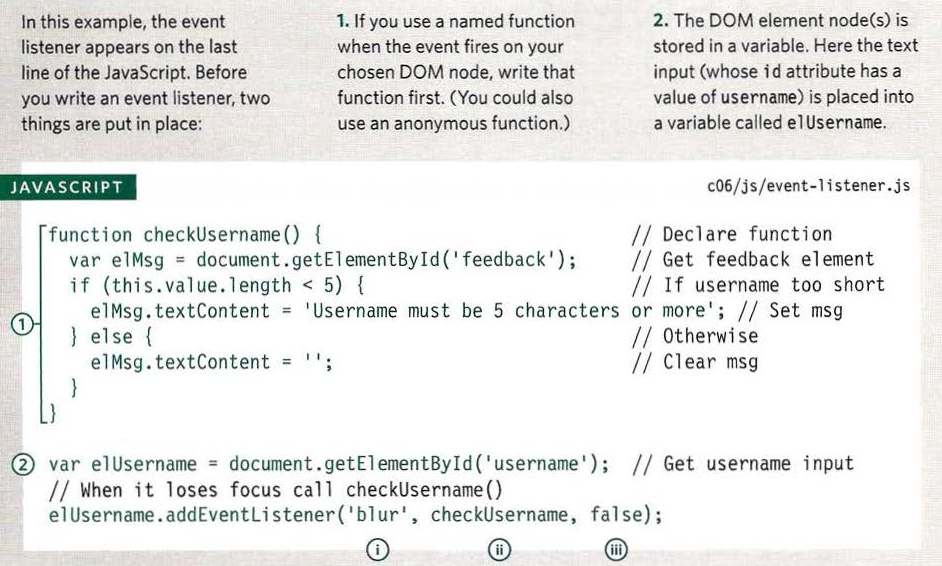 In this example, the event
listener appears on the last
line of the JavaScript. Before
you write an event listener, two
things are put in place:
1. If you use a named function
when the event fires on your
chosen DOM node, write that
function first. (You could also
use an anonymous function.)
2. The DOM element node(s) is
stored in a variable. Here the text
input (whose id attribute has a
value of username) is placed into
a variable called elUsername.
JAVASCRIPT
c06/js/event-listener.js
function checkUsername() { // Declare function
var elMsg = document.getElementById('feedback'); // Get feedback element
if (this.value.length < 5) { // If username too short
① elMsg.textContent = 'Username must be 5 characters or more'; // Set msg
} else { // Otherwise
elMsg.textContent = ''; // Clear msg
}
}
② var elUsername = document.getElementById('username'); // Get username input
// When it loses focus call checkUsername()
elUsername.addEventListener('blur', checkUsername, false);
i ii iii